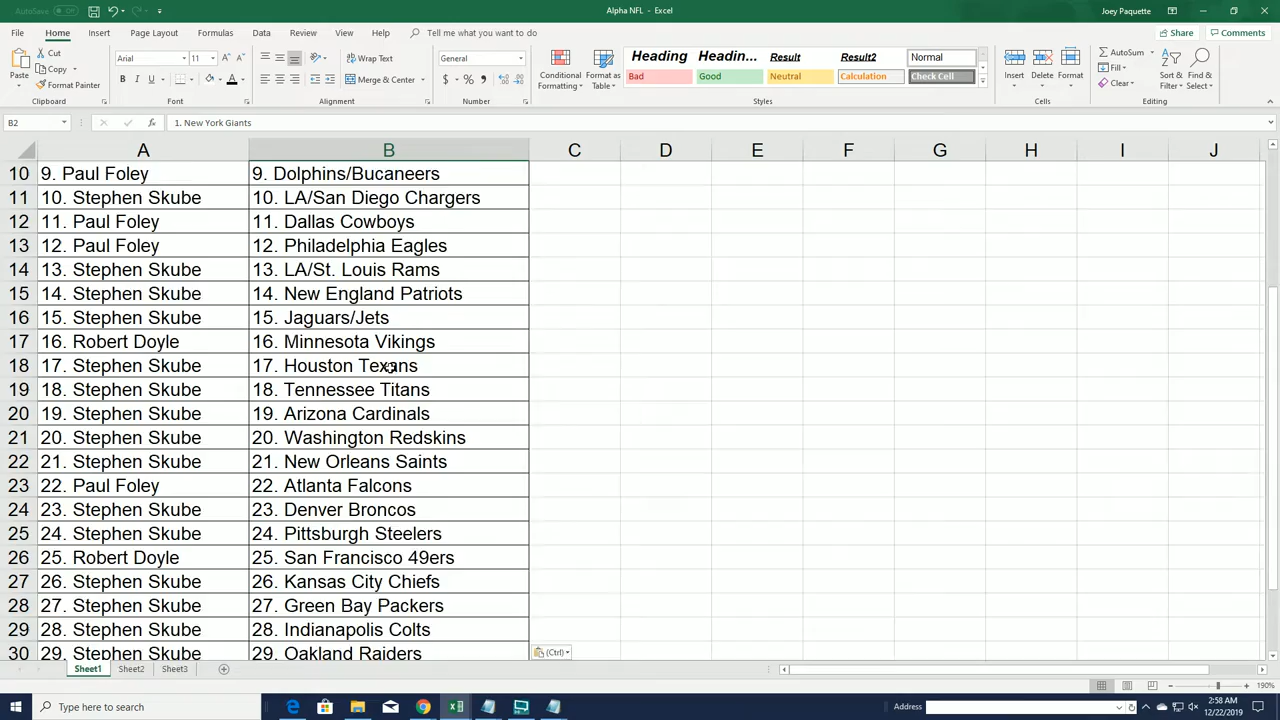 AutoSave Off
Alpha NFL - Excel
Joey Paquette
File Home Insert Page Layout Formulas Data Review View Help Tell me what you want to do
Share Comments
Paste
Cut
Copy
Format Painter
Arial 11
B I U
Wrap Text
Merge & Center
General
$ % ,
Conditional Formatting
Format as Table
Heading Headin... Result Result2 Normal
Bad Good Neutral Calculation Check Cell
Insert Delete Format
AutoSum
Fill
Clear
Sort & Filter
Find & Select
Clipboard Font Alignment Number Styles Cells Editing
B2 fx 1. New York Giants
A B C D E F G H I J
10 9. Paul Foley 9. Dolphins/Bucaneers
11 10. Stephen Skube 10. LA/San Diego Chargers
12 11. Paul Foley 11. Dallas Cowboys
13 12. Paul Foley 12. Philadelphia Eagles
14 13. Stephen Skube 13. LA/St. Louis Rams
15 14. Stephen Skube 14. New England Patriots
16 15. Stephen Skube 15. Jaguars/Jets
17 16. Robert Doyle 16. Minnesota Vikings
18 17. Stephen Skube 17. Houston Texans
19 18. Stephen Skube 18. Tennessee Titans
20 19. Stephen Skube 19. Arizona Cardinals
21 20. Stephen Skube 20. Washington Redskins
22 21. Stephen Skube 21. New Orleans Saints
23 22. Paul Foley 22. Atlanta Falcons
24 23. Stephen Skube 23. Denver Broncos
25 24. Stephen Skube 24. Pittsburgh Steelers
26 25. Robert Doyle 25. San Francisco 49ers
27 26. Stephen Skube 26. Kansas City Chiefs
28 27. Stephen Skube 27. Green Bay Packers
29 28. Stephen Skube 28. Indianapolis Colts
30 29. Stephen Skube 29. Oakland Raiders
(Ctrl)
Sheet1 Sheet2 Sheet3
190%
Type here to search
Address
2:58 AM
12/22/2019